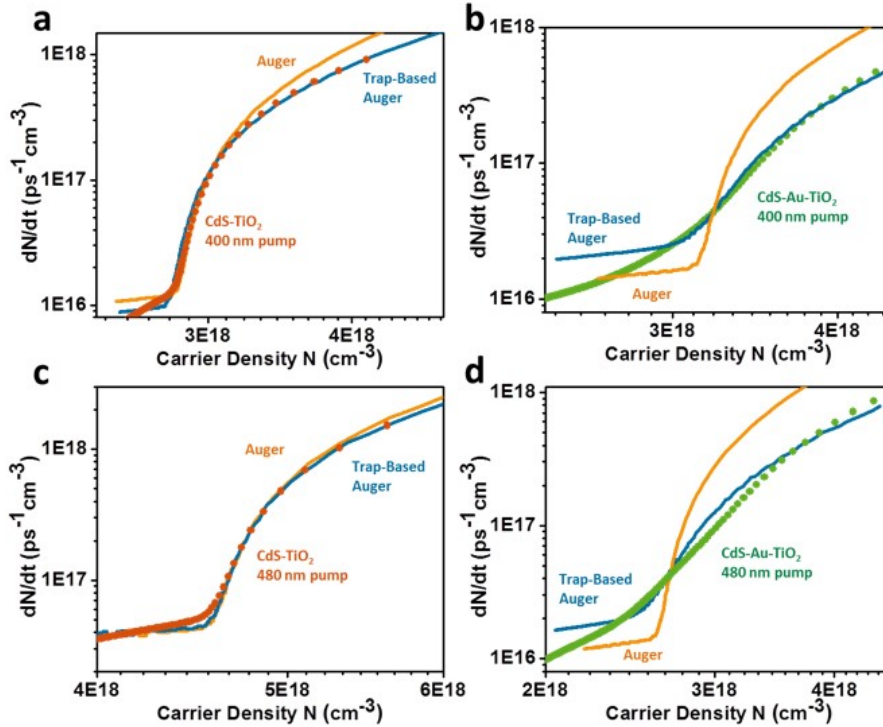 a
1E18
1E17
1E16
dN/dt (ps⁻¹cm⁻³)
Auger
Trap-Based
Auger
CdS-TiO₂
400 nm pump
3E18
4E18
Carrier Density N (cm⁻³)
b
1E18
1E17
1E16
dN/dt (ps⁻¹cm⁻³)
CdS-Au-TiO₂
400 nm pump
Trap-Based
Auger
Auger
3E18
4E18
Carrier Density N (cm⁻³)
c
1E18
1E17
dN/dt (ps⁻¹cm⁻³)
Auger
Trap-Based
Auger
CdS-TiO₂
480 nm pump
4E18
5E18
6E18
Carrier Density N (cm⁻³)
d
1E18
1E17
1E16
dN/dt (ps⁻¹cm⁻³)
CdS-Au-TiO₂
480 nm pump
Trap-Based
Auger
Auger
2E18
3E18
4E18
Carrier Density N (cm⁻³)